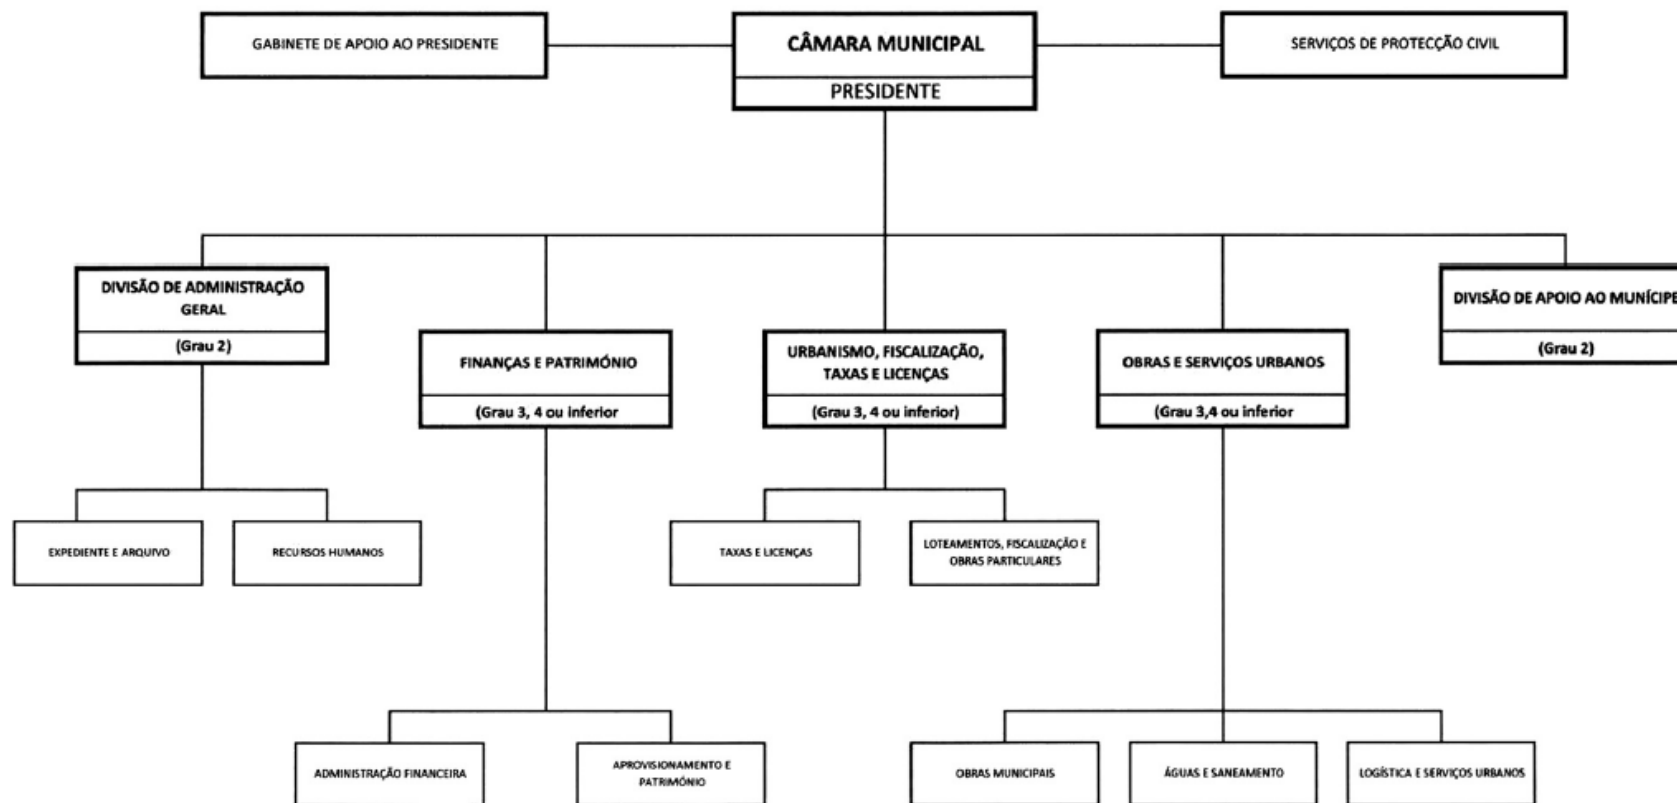 GABINETE DE APOIO AO PRESIDENTE
CÂMARA MUNICIPAL
PRESIDENTE
SERVIÇOS DE PROTECÇÃO CIVIL
DIVISÃO DE ADMINISTRAÇÃO
GERAL
(Grau 2)
FINANÇAS E PATRIMÓNIO
(Grau 3, 4 ou inferior
URBANISMO, FISCALIZAÇÃO,
TAXAS E LICENÇAS
(Grau 3, 4 ou inferior)
OBRAS E SERVIÇOS URBANOS
(Grau 3,4 ou inferior
DIVISÃO DE APOIO AO MUNÍCIPE
(Grau 2)
EXPEDIENTE E ARQUIVO
RECURSOS HUMANOS
TAXAS E LICENÇAS
LOTEAMENTOS, FISCALIZAÇÃO E
OBRAS PARTICULARES
ADMINISTRAÇÃO FINANCEIRA
APROVISIONAMENTO E
PATRIMÓNIO
OBRAS MUNICIPAIS
ÁGUAS E SANEAMENTO
LOGÍSTICA E SERVIÇOS URBANOS